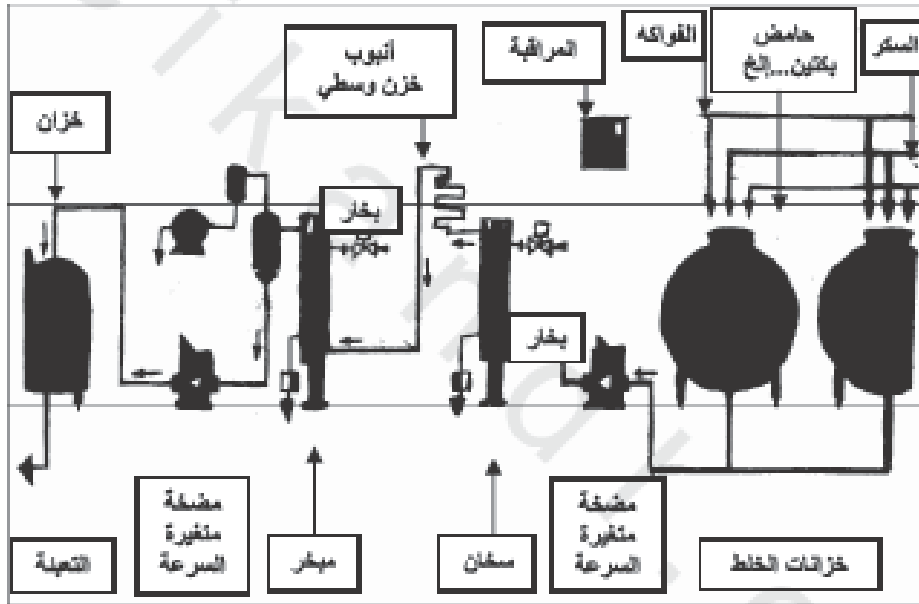 السكر
حامض
بكتين...إلخ
الفواكه
المراقبة
أنبوب
خزن وسطي
خزان
بخار
بخار
خزانات الخلط
مضخة
متغيرة
السرعة
سخان
مبخر
مضخة
متغيرة
السرعة
التعبئة